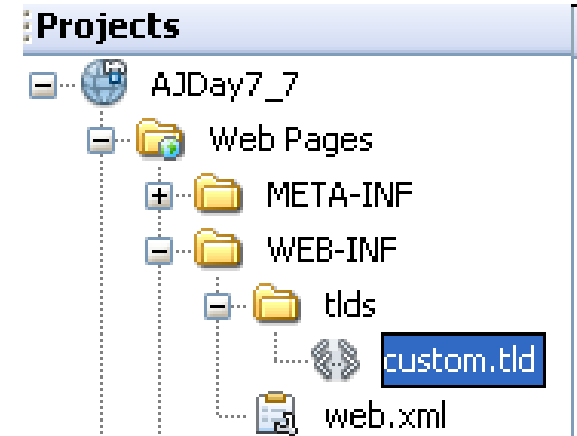 Projects
AJDay7_7
Web Pages
META-INF
WEB-INF
tlds
custom.tld
web.xml